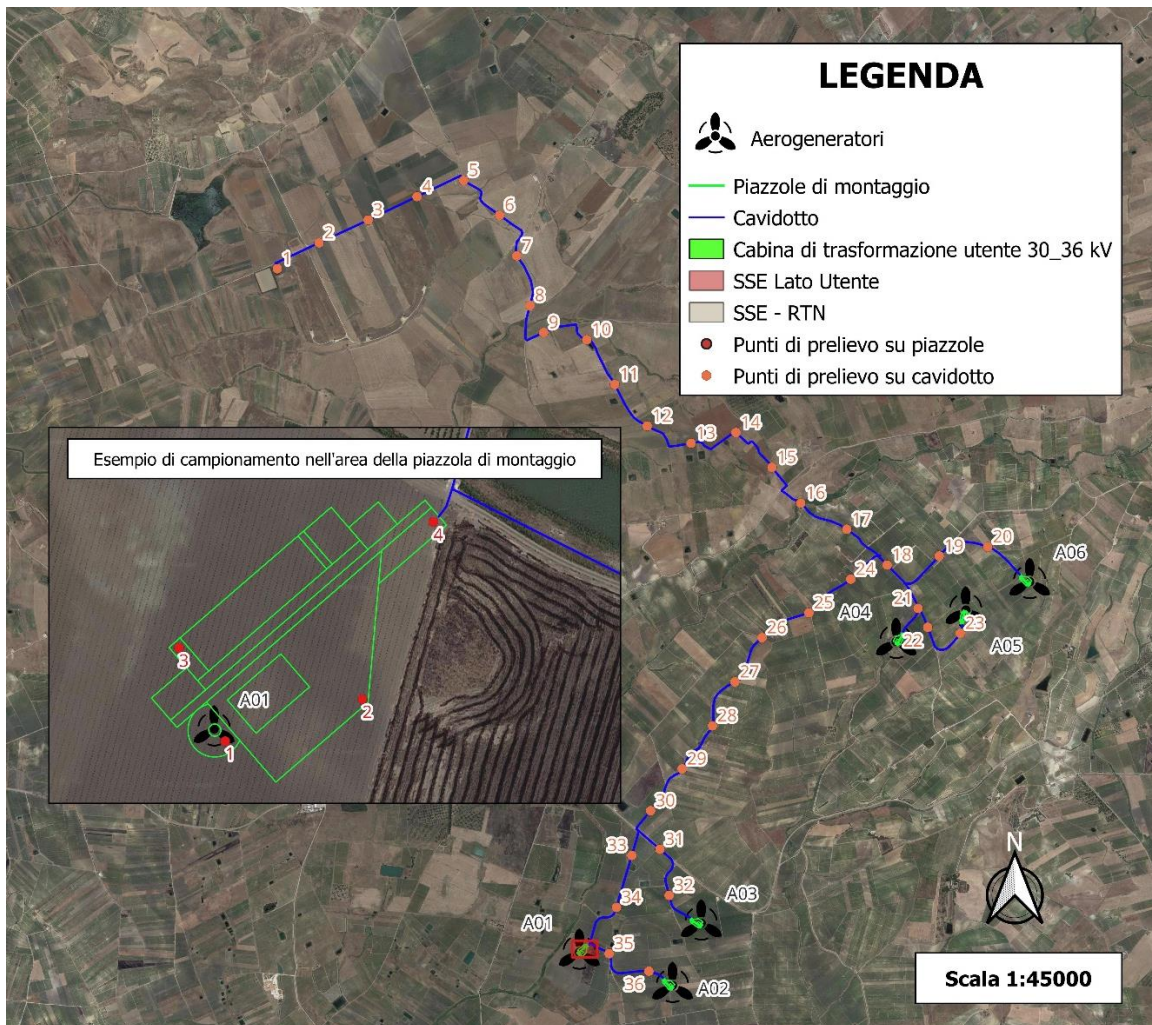 LEGENDA
Aerogeneratori
Piazzole di montaggio
Cavidotto
Cabina di trasformazione utente 30_36 kV
SSE Lato Utente
SSE - RTN
Punti di prelievo su piazzole
Punti di prelievo su cavidotto
5
4
6
3
2
7
1
8
9
10
11
12
13
14
15
16
17
18
19
20
A06
24
25
A04
21
22
23
A05
26
27
28
29
30
31
33
32
34
A03
A01
35
36
A02
Esempio di campionamento nell'area della piazzola di montaggio
4
3
A01
2
1
N
Scala 1:45000